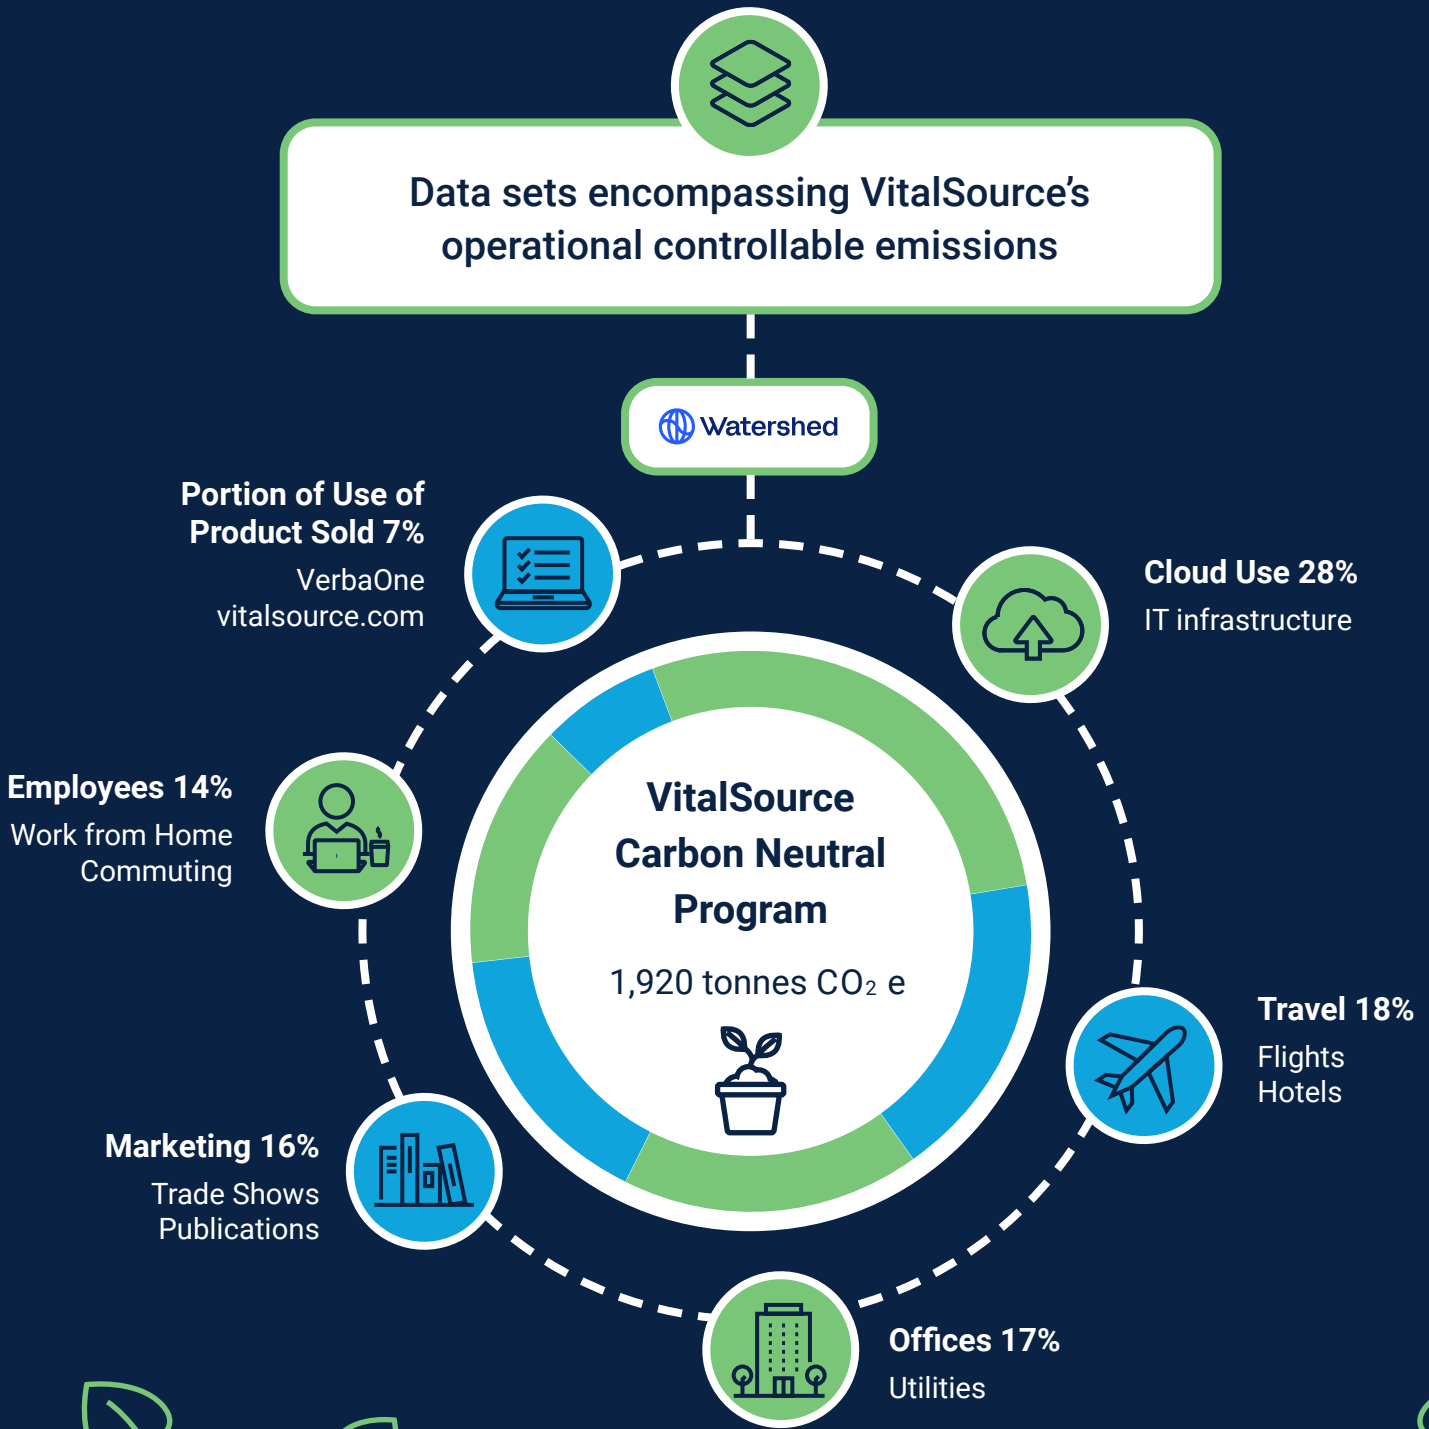 Data sets encompassing VitalSource’s
operational controllable emissions
Watershed
Portion of Use of
Product Sold 7%
VerbaOne
vitalsource.com
Cloud Use 28%
IT infrastructure
Employees 14%
Work from Home
Commuting
VitalSource
Carbon Neutral
Program
1,920 tonnes CO₂ e
Travel 18%
Flights
Hotels
Marketing 16%
Trade Shows
Publications
Offices 17%
Utilities